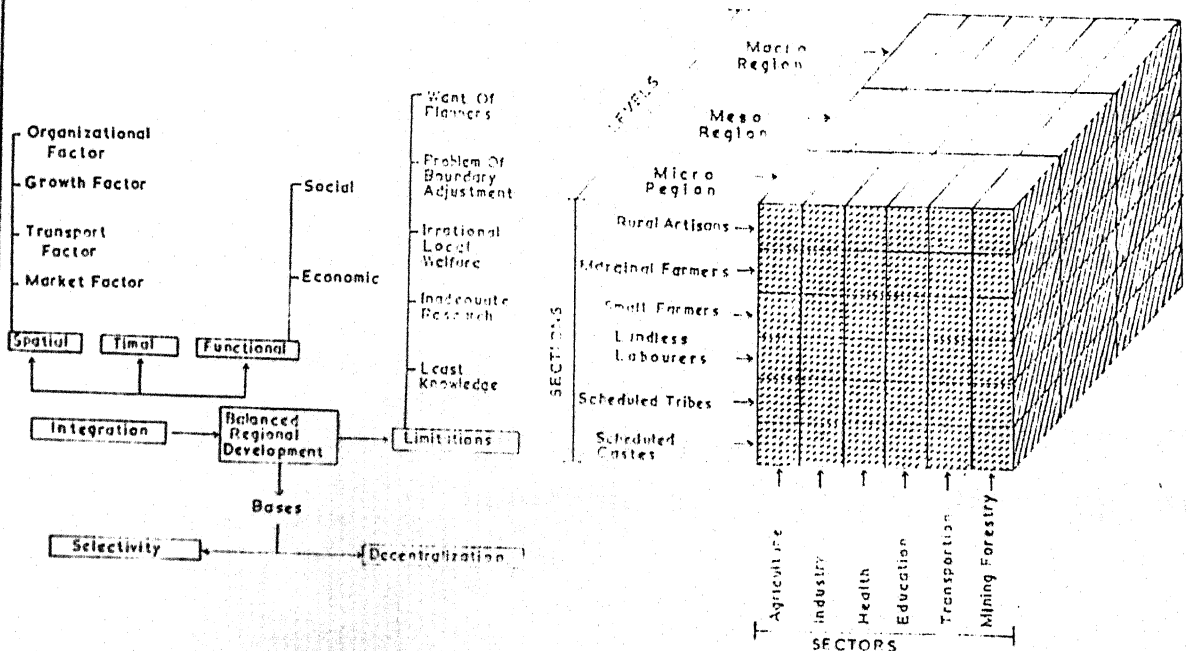 Organizational
Factor
Growth Factor
Transport
Factor
Market Factor
Social
Economic
Spatial
Timal
Functional
Integration
Balanced
Regional
Development
Bases
Selectivity
Decentralization
Want Of
Planners
Problem Of
Boundary
Adjustment
Irrational
Local
Welfare
Inadequate
Research
Least
Knowledge
Limitations
LEVELS
Macro
Region
Meso
Region
Micro
Region
SECTIONS
Rural Artisans
Marginal Farmers
Small Farmers
Landless
Labourers
Scheduled Tribes
Scheduled
Castes
Agriculture
Industry
Health
Education
Transportion
Mining Forestry
SECTORS